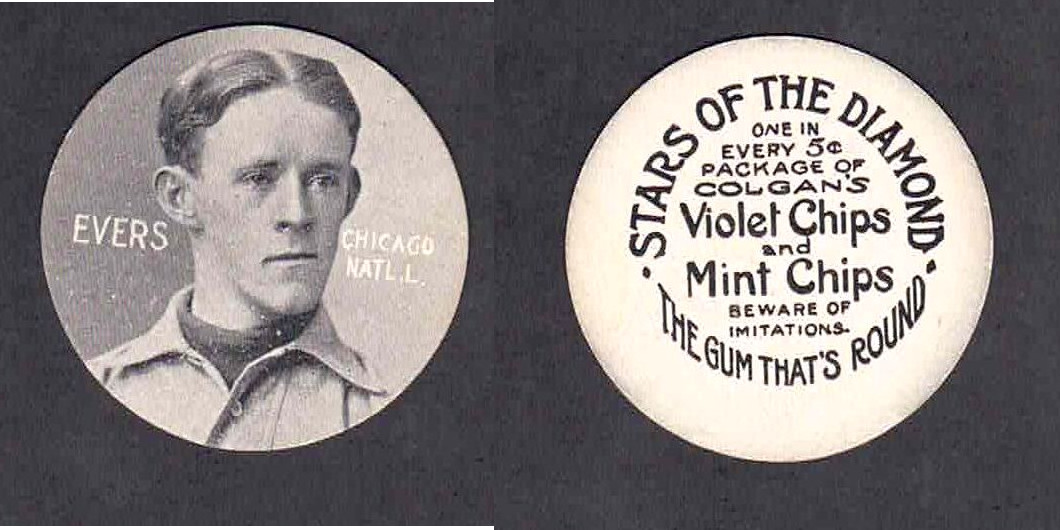 EVERS
CHICAGO
NATL.L.
• STARS OF THE DIAMOND •
ONE IN
EVERY 5¢
PACKAGE OF
COLGAN'S
Violet Chips
and
Mint Chips
BEWARE OF
IMITATIONS.
THE GUM THAT'S ROUND